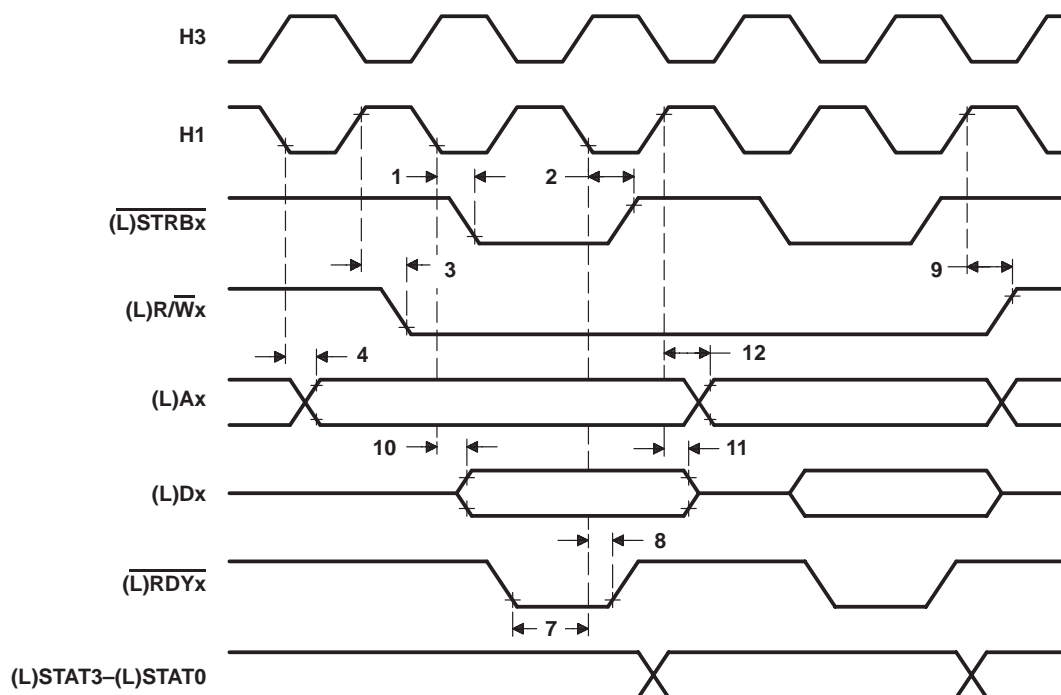 H3
H1
1
2
(L)STRBx
3
9
(L)R/Wx
4
12
(L)Ax
10
11
(L)Dx
8
(L)RDYx
7
(L)STAT3–(L)STAT0